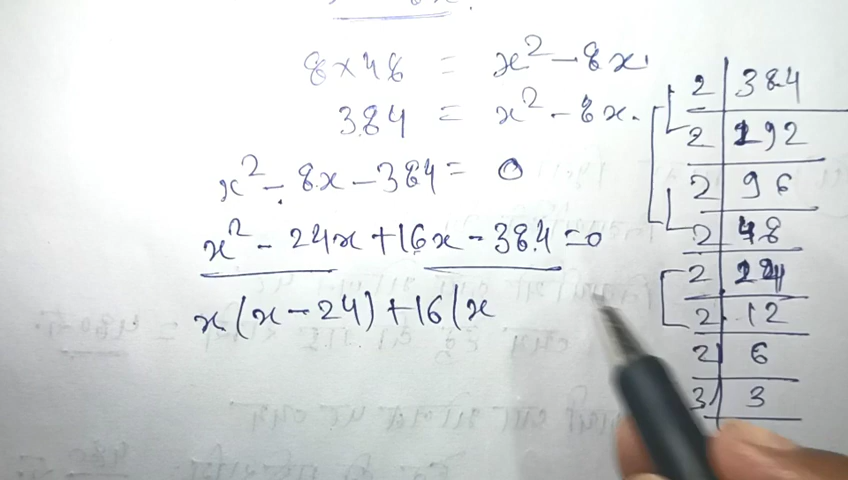 8×48 = x² - 8x
384 = x² - 8x.
x² - 8x - 384 = 0
x² - 24x + 16x - 384 = 0
x(x - 24) + 16(x
2 | 384
2 | 192
2 | 96
2 | 48
2 | 24
2 | 12
2 | 6
3 | 3